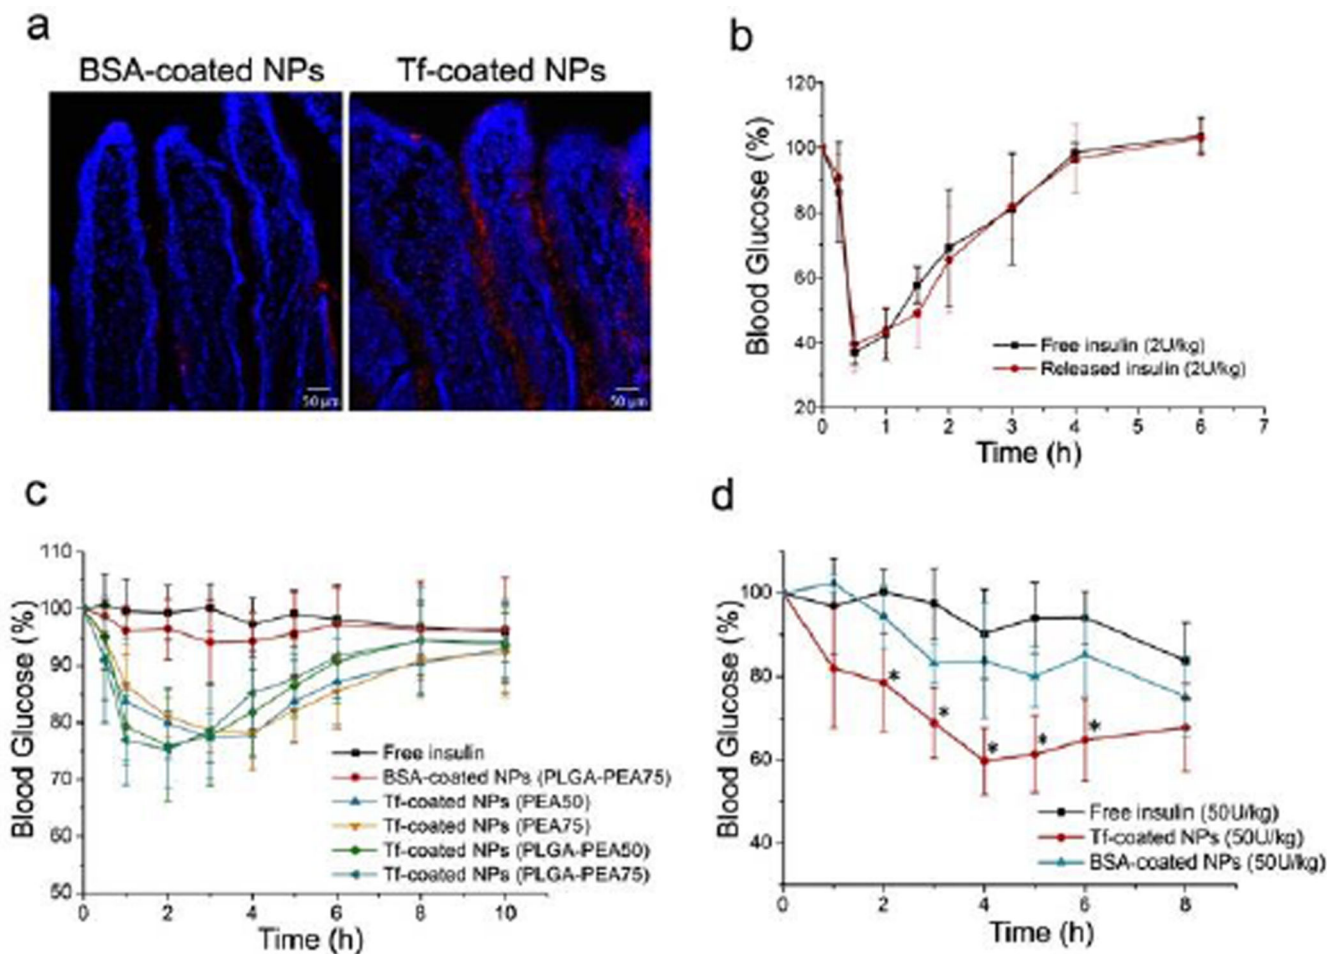 a
BSA-coated NPs
Tf-coated NPs
50 µm
50 µm
b
120
100
80
60
40
20
Blood Glucose (%)
Free insulin (2U/kg)
Released insulin (2U/kg)
0 1 2 3 4 5 6 7
Time (h)
c
110
100
90
80
70
60
50
Blood Glucose (%)
Free insulin
BSA-coated NPs (PLGA-PEA75)
Tf-coated NPs (PEA50)
Tf-coated NPs (PEA75)
Tf-coated NPs (PLGA-PEA50)
Tf-coated NPs (PLGA-PEA75)
0 2 4 6 8 10
Time (h)
d
100
80
60
40
Blood Glucose (%)
* * * * *
Free insulin (50U/kg)
Tf-coated NPs (50U/kg)
BSA-coated NPs (50U/kg)
0 2 4 6 8
Time (h)